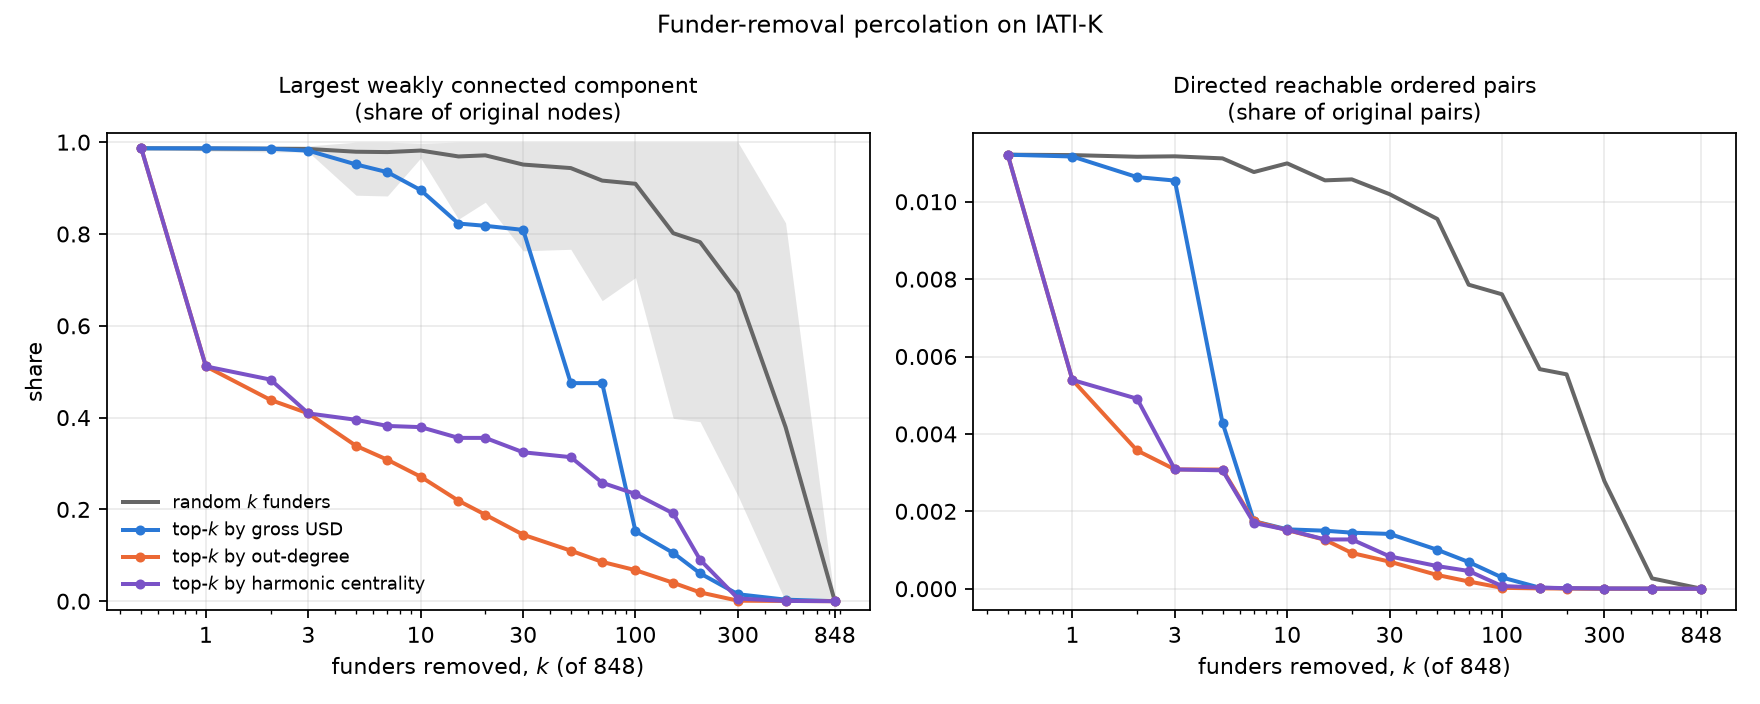 Funder-removal percolation on IATI-K
Largest weakly connected component
(share of original nodes)
share
1.0
0.8
0.6
0.4
0.2
0.0
random k funders
top-k by gross USD
top-k by out-degree
top-k by harmonic centrality
1 3 10 30 100 300 848
funders removed, k (of 848)
Directed reachable ordered pairs
(share of original pairs)
0.010
0.008
0.006
0.004
0.002
0.000
1 3 10 30 100 300 848
funders removed, k (of 848)